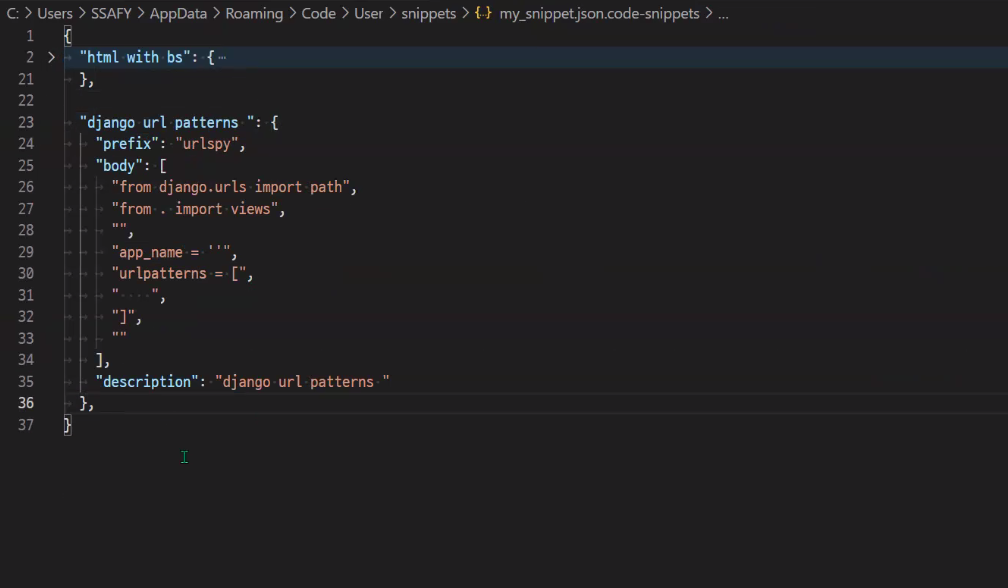 C: > Users > SSAFY > AppData > Roaming > Code > User > snippets > {..} my_snippet.json.code-snippets > ...
1 {
2 > "html with bs": { ...
21 },
22
23 "django url patterns ": {
24 "prefix": "urlspy",
25 "body": [
26 "from django.urls import path",
27 "from . import views",
28 "",
29 "app_name = ''",
30 "urlpatterns = [",
31 "     ",
32 "]",
33 ""
34 ],
35 "description": "django url patterns "
36 },
37 }